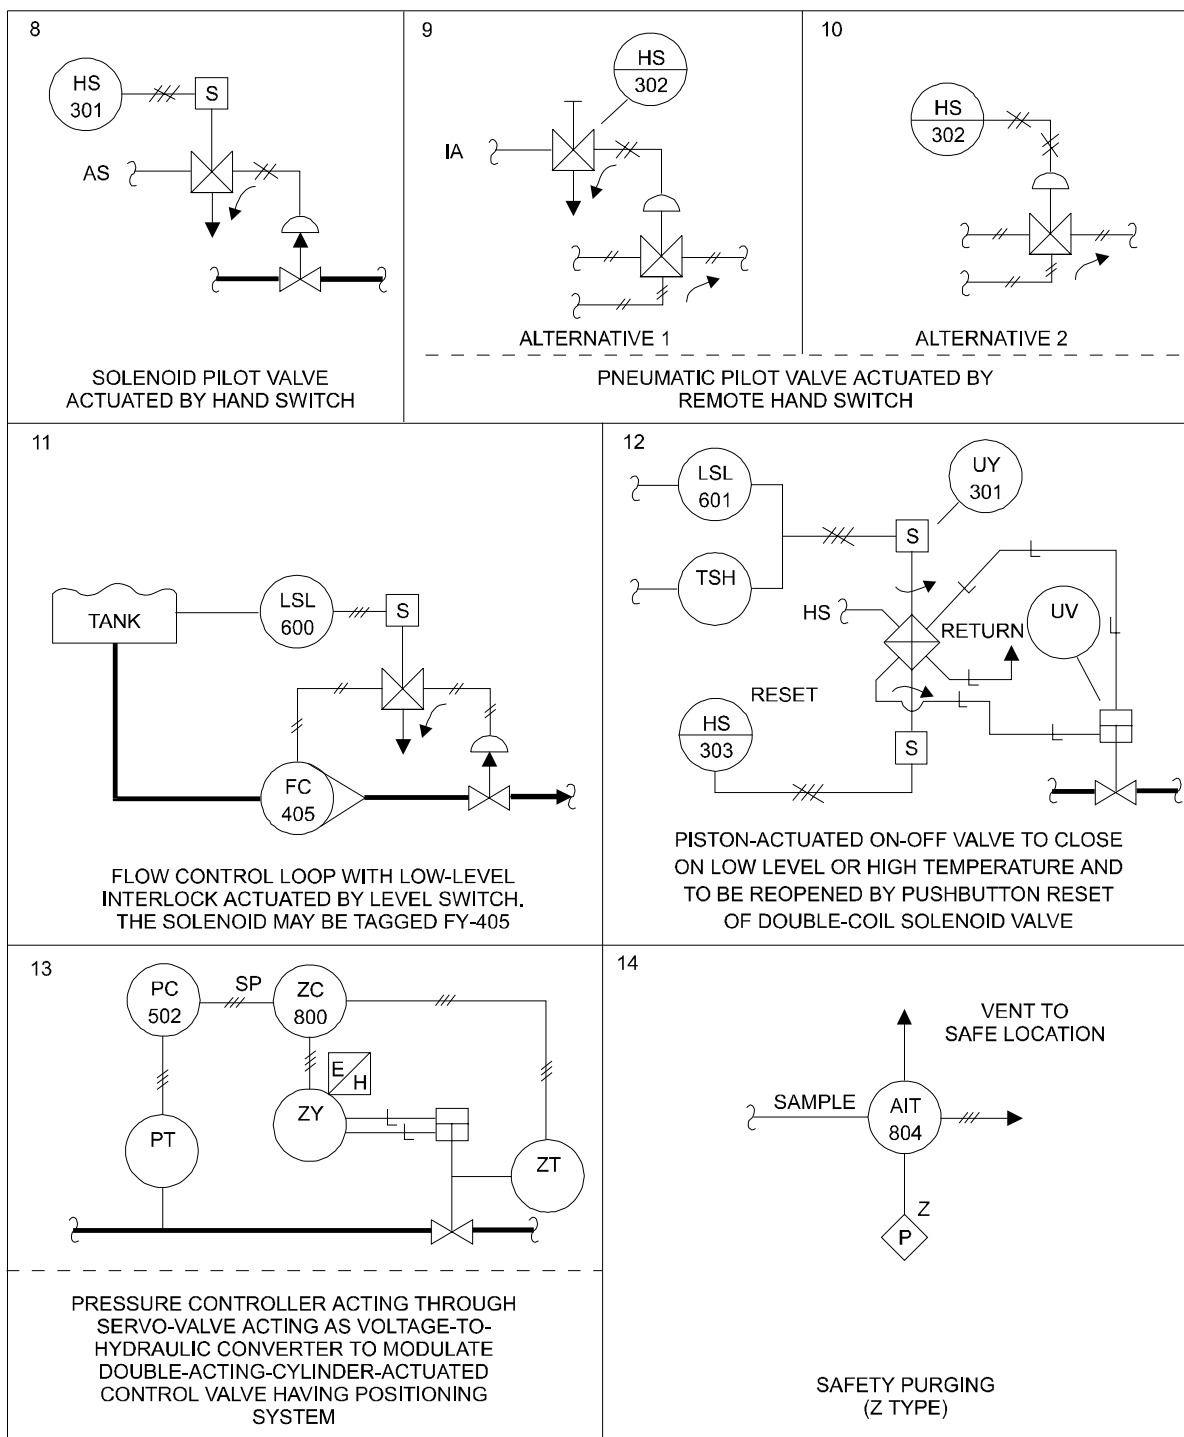 8
HS
301
S
AS
SOLENOID PILOT VALVE
ACTUATED BY HAND SWITCH
9
HS
302
IA
ALTERNATIVE 1
10
HS
302
ALTERNATIVE 2
PNEUMATIC PILOT VALVE ACTUATED BY
REMOTE HAND SWITCH
11
TANK
LSL
600
S
FC
405
FLOW CONTROL LOOP WITH LOW-LEVEL
INTERLOCK ACTUATED BY LEVEL SWITCH.
THE SOLENOID MAY BE TAGGED FY-405
12
LSL
601
UY
301
S
TSH
HS
RETURN
UV
L
L
L
L
L
L
RESET
HS
303
S
PISTON-ACTUATED ON-OFF VALVE TO CLOSE
ON LOW LEVEL OR HIGH TEMPERATURE AND
TO BE REOPENED BY PUSHBUTTON RESET
OF DOUBLE-COIL SOLENOID VALVE
13
PC
502
SP
ZC
800
E
H
ZY
L
L
PT
ZT
PRESSURE CONTROLLER ACTING THROUGH
SERVO-VALVE ACTING AS VOLTAGE-TO-
HYDRAULIC CONVERTER TO MODULATE
DOUBLE-ACTING-CYLINDER-ACTUATED
CONTROL VALVE HAVING POSITIONING
SYSTEM
14
VENT TO
SAFE LOCATION
SAMPLE
AIT
804
Z
P
SAFETY PURGING
(Z TYPE)